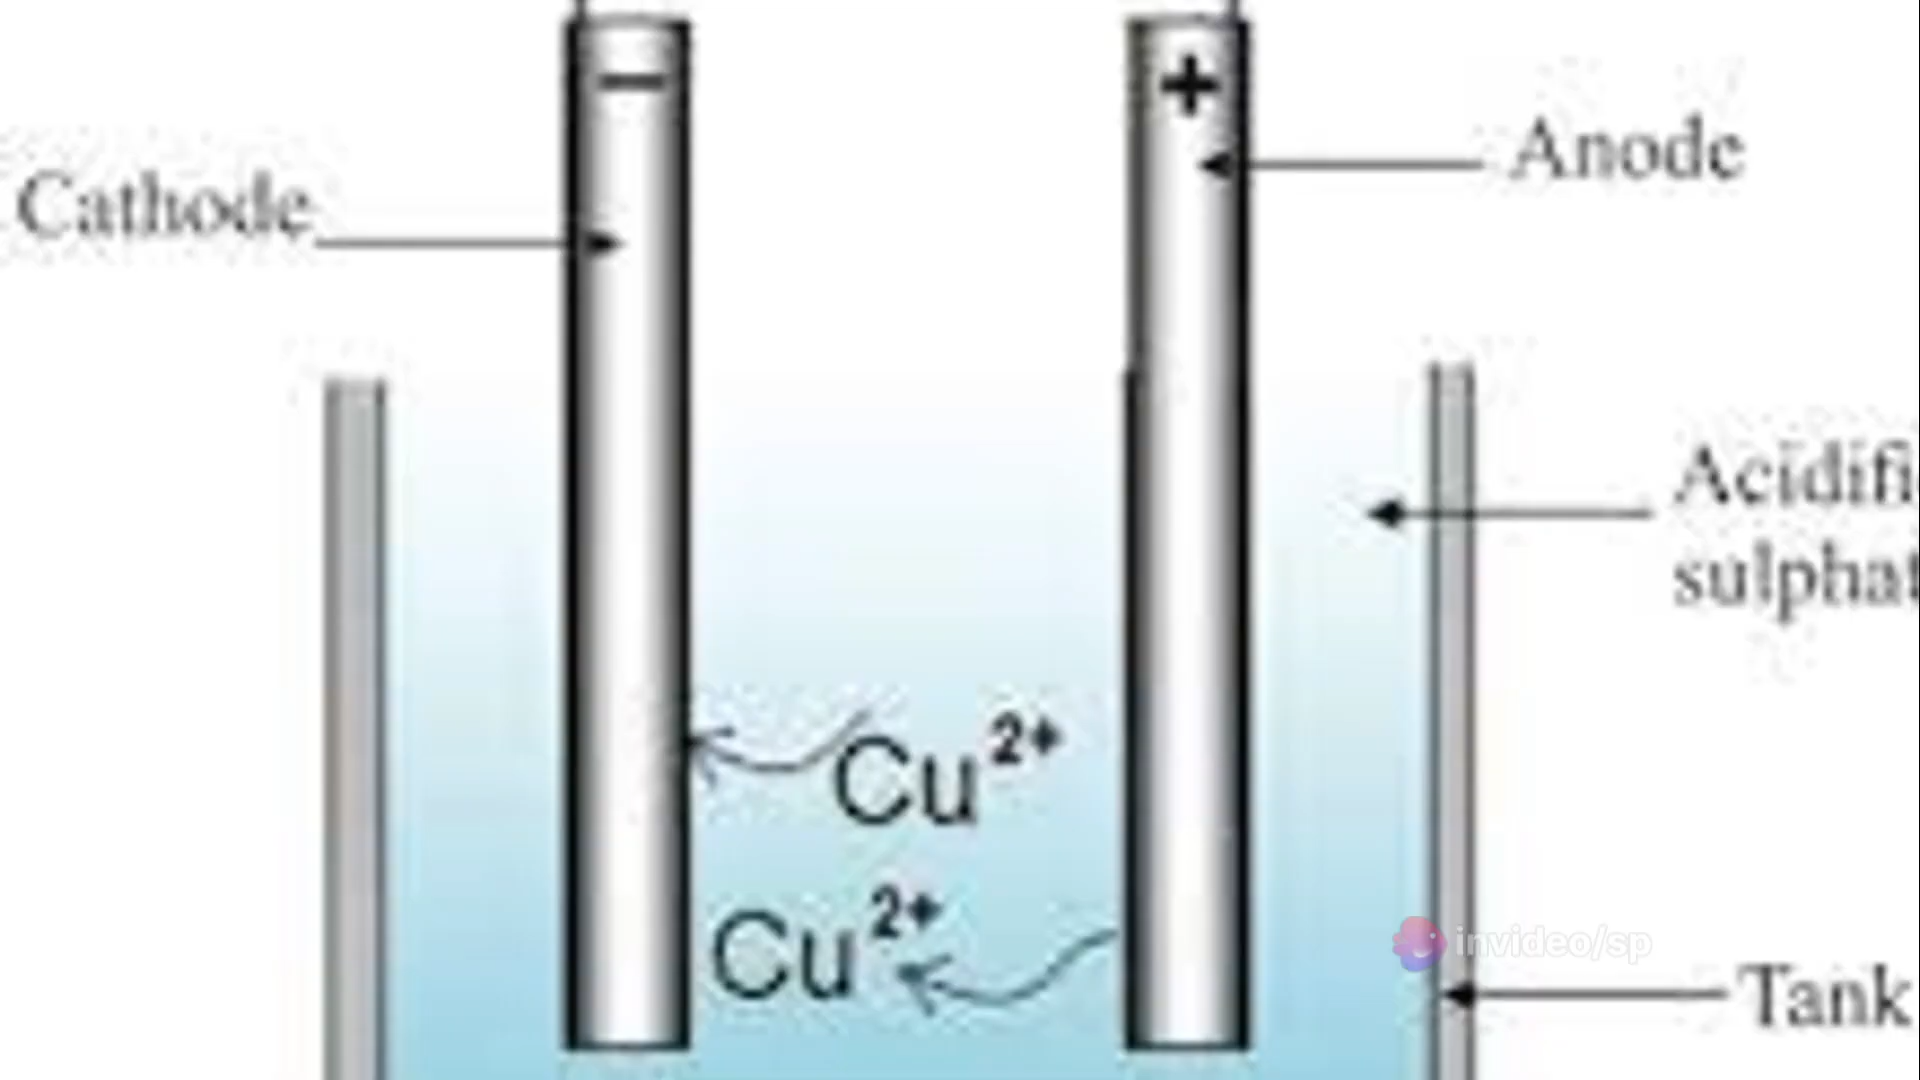 −
+
Anode
Cathode
Acidifi
sulphat
Cu²⁺
Cu²⁺
invideo/sp
Tank